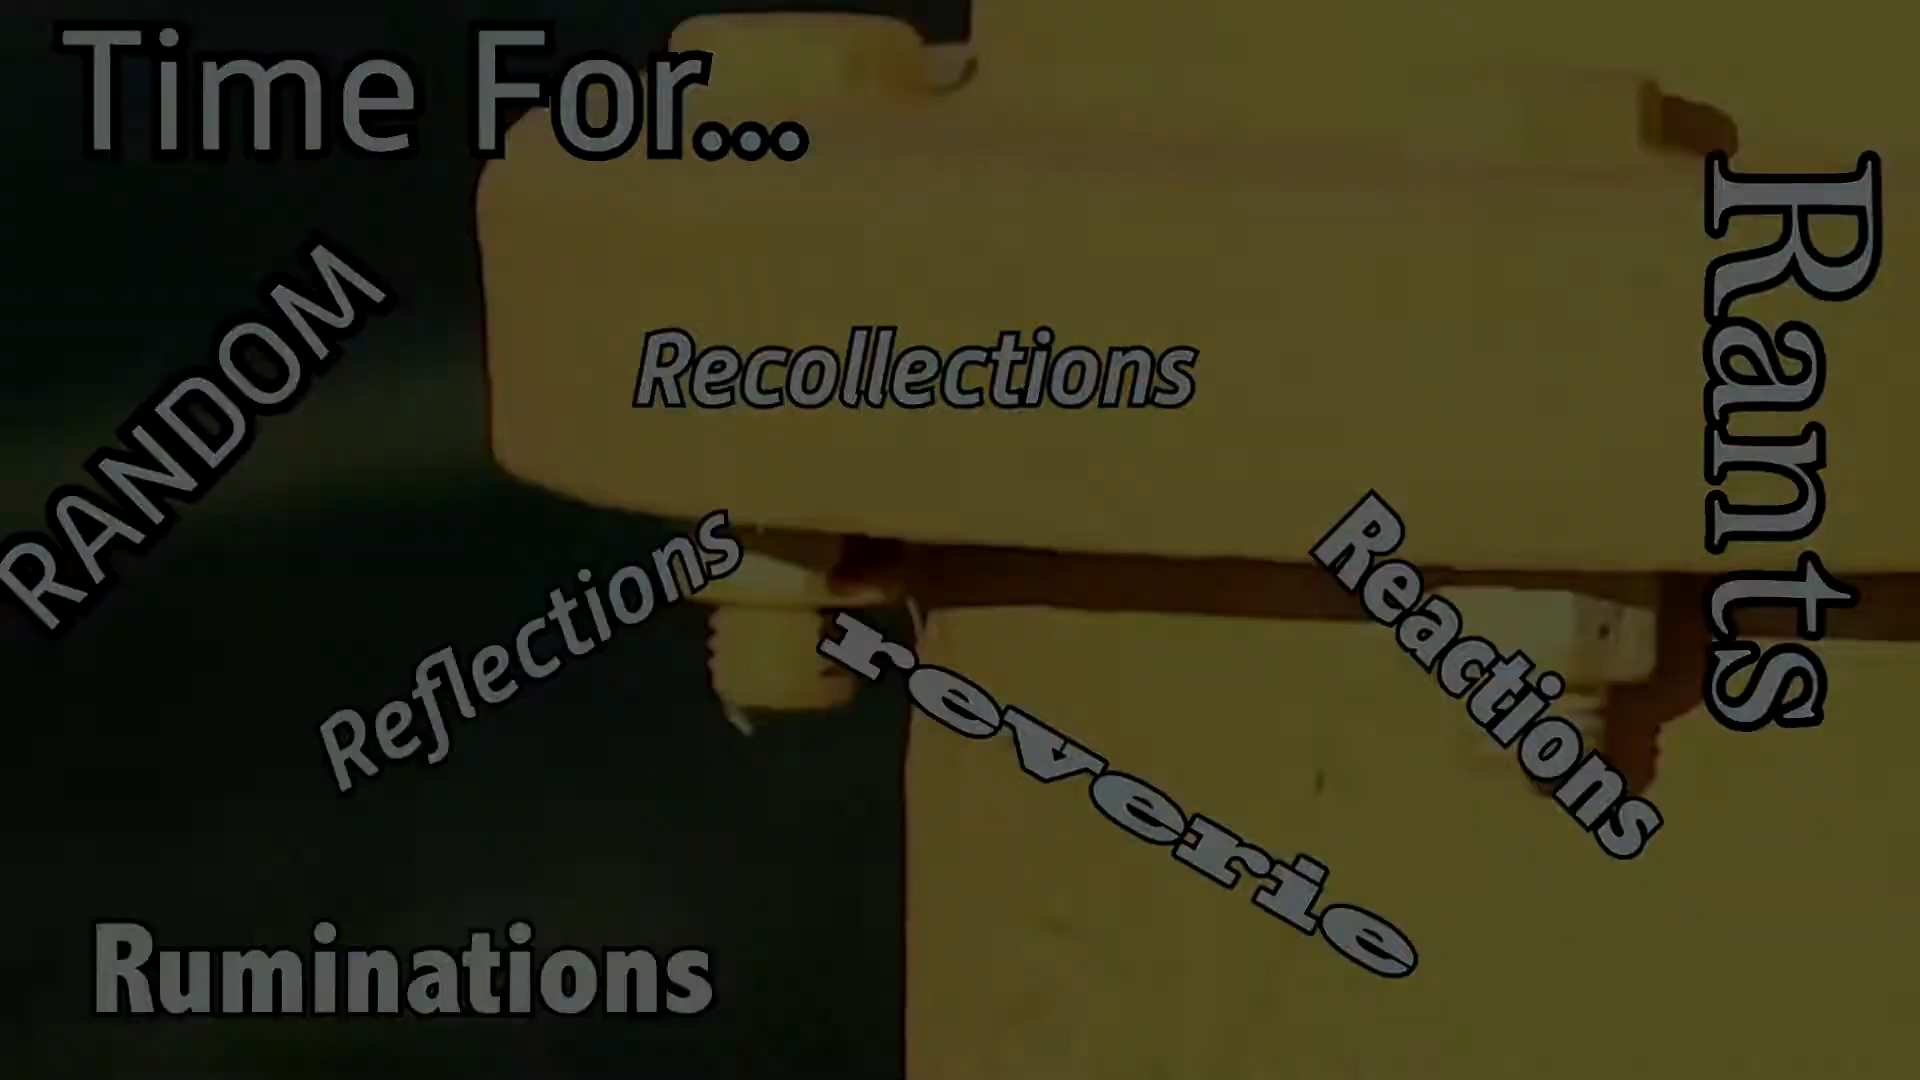 Time For...
RANDOM
Recollections
Rants
Reflections
Reactions
reverie
Ruminations